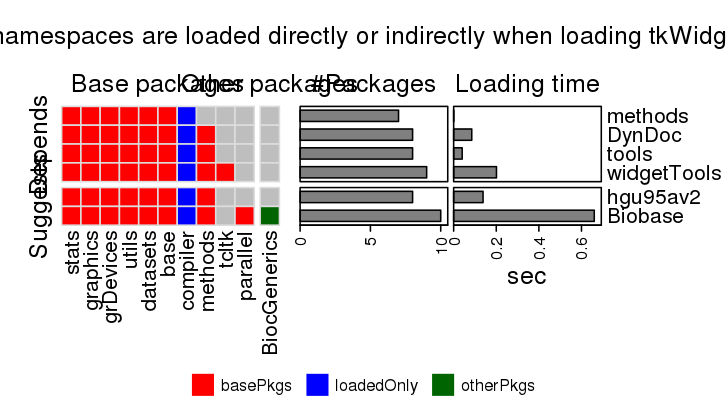 namespaces are loaded directly or indirectly when loading tkWidg
Base packages Other packages #Packages Loading time
Depends
Suggests
methods
DynDoc
tools
widgetTools
hgu95av2
Biobase
stats
graphics
grDevices
utils
datasets
base
compiler
methods
tcltk
parallel
BiocGenerics
0 5 10
0 0.2 0.4 0.6
sec
basePkgs loadedOnly otherPkgs